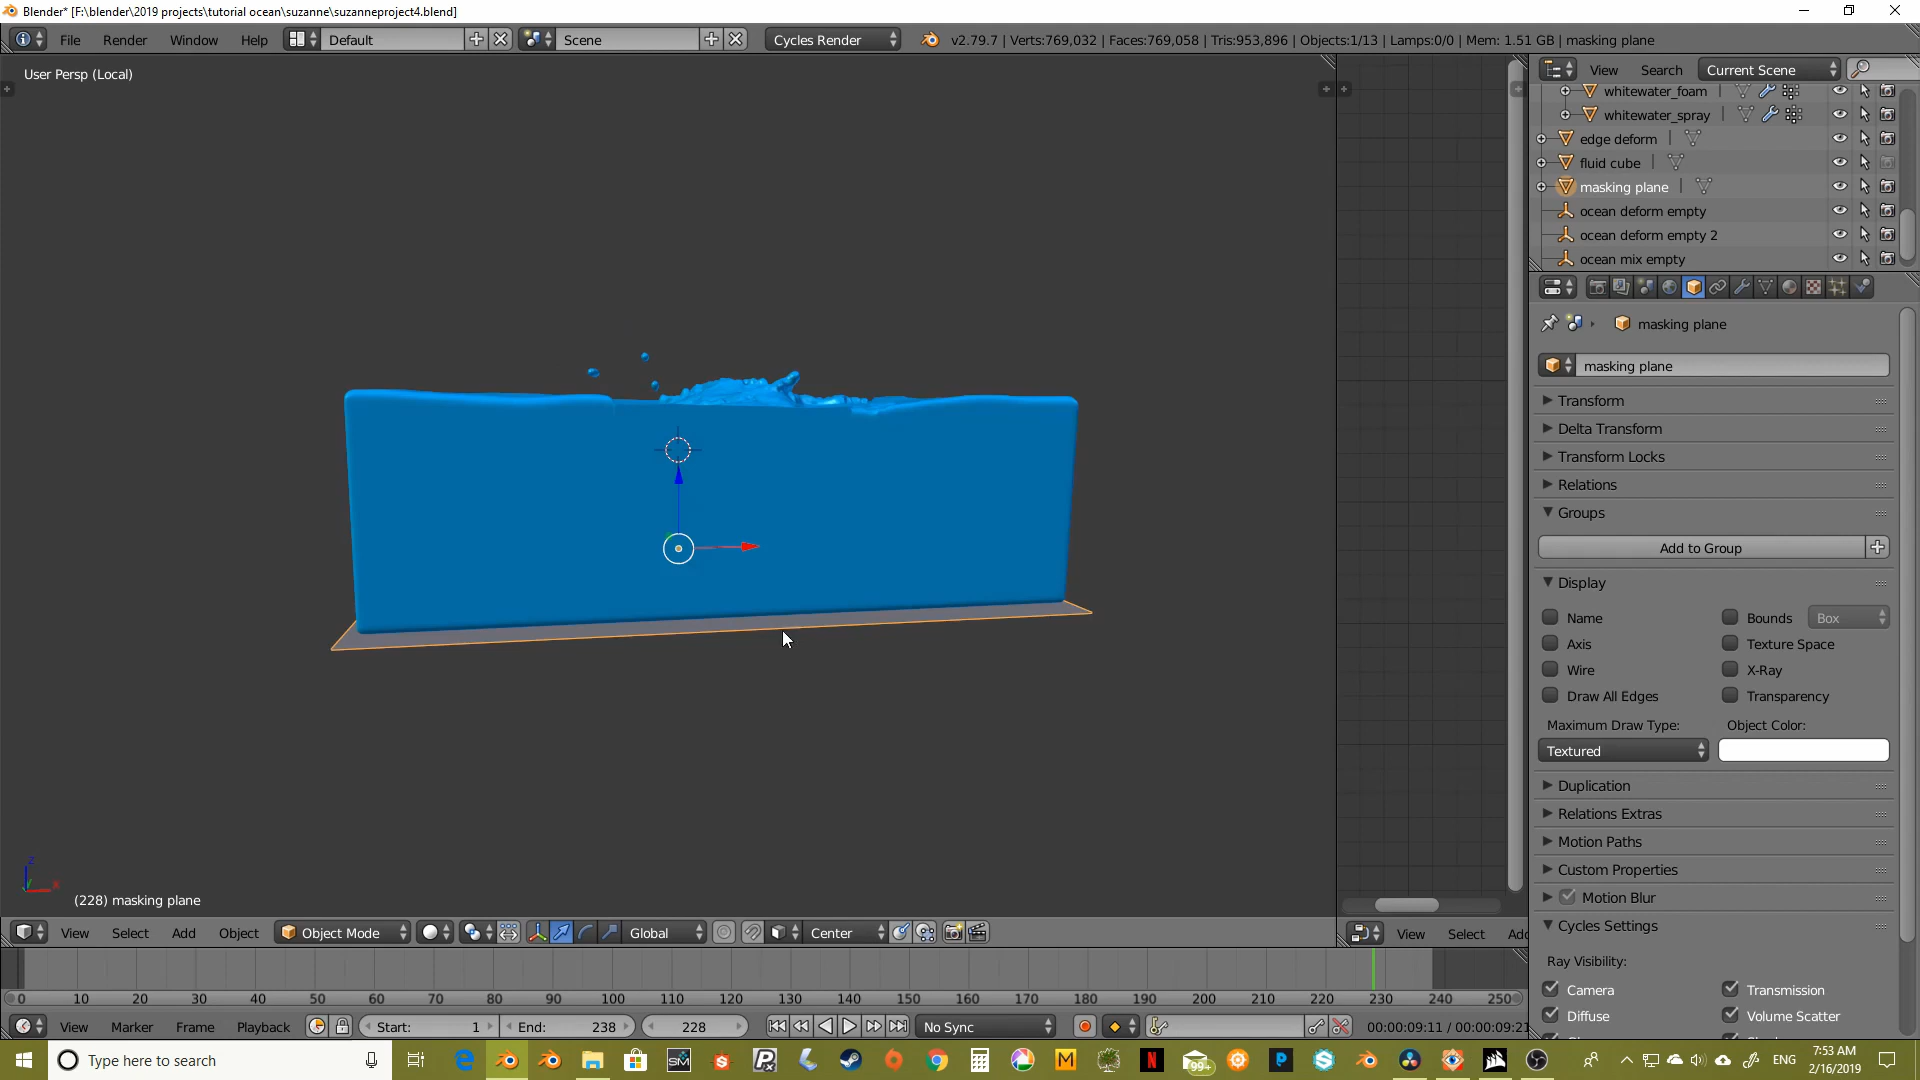 Blender* [F:\blender\2019 projects\tutorial ocean\suzanne\suzanneproject4.blend]
File Render Window Help Default Scene Cycles Render v2.79.7 | Verts:769,032 | Faces:769,058 | Tris:953,896 | Objects:1/13 | Lamps:0/0 | Mem: 1.51 GB | masking plane
User Persp (Local)
View Search Current Scene
whitewater_foam
whitewater_spray
edge deform
fluid cube
masking plane
ocean deform empty
ocean deform empty 2
ocean mix empty
masking plane
masking plane
Transform
Delta Transform
Transform Locks
Relations
Groups
Add to Group
Display
Name Bounds Box
Axis Texture Space
Wire X-Ray
Draw All Edges Transparency
Maximum Draw Type: Object Color:
Textured
Duplication
Relations Extras
Motion Paths
Custom Properties
Motion Blur
Cycles Settings
Ray Visibility:
Camera Transmission
Diffuse Volume Scatter
z
x
(228) masking plane
View Select Add Object Object Mode Global Center View Select Add
0 10 20 30 40 50 60 70 80 90 100 110 120 130 140 150 160 170 180 190 200 210 220 230 240 250
View Marker Frame Playback Start: 1 End: 238 228 No Sync 00:00:09:11 / 00:00:09:21
Type here to search
99+
ENG
7:53 AM
2/16/2019